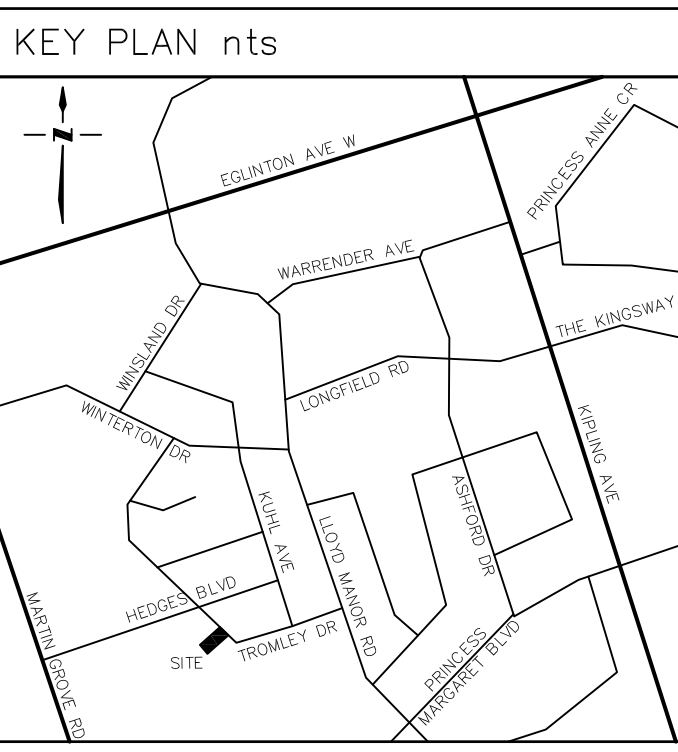 KEY PLAN nts
N
EGLINTON AVE W
PRINCESS ANNE CR
WARRENDER AVE
WINSLAND DR
THE KINGSWAY
LONGFIELD RD
WINTERTON DR
KIPLING AVE
KUHL AVE
LLOYD MANOR RD
ASHFORD DR
HEDGES BLVD
MARTIN GROVE RD
TROMLEY DR
SITE
PRINCESS
MARGARET BLVD